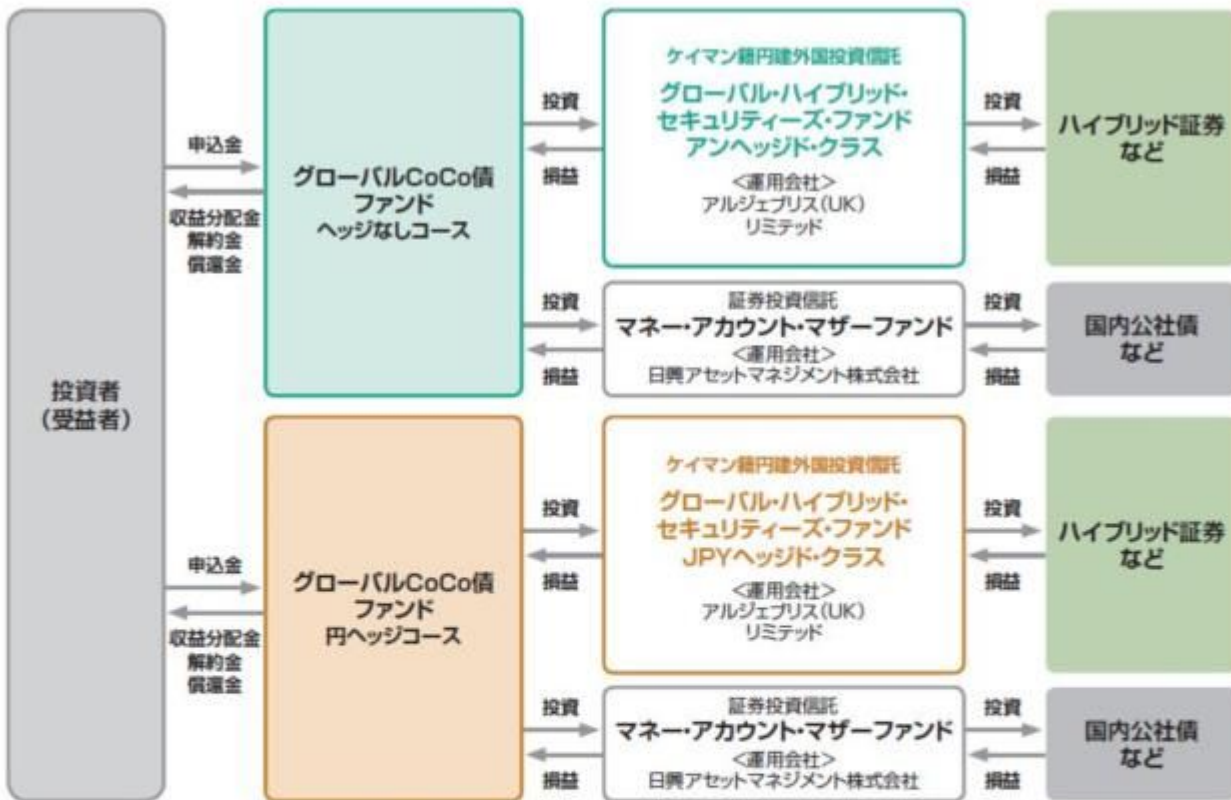 投資者
（受益者）
申込金
収益分配金
解約金
償還金
グローバルCoCo債
ファンド
ヘッジなしコース
投資
損益
ケイマン籍円建外国投資信託
グローバル・ハイブリッド・
セキュリティーズ・ファンド
アンヘッジド・クラス
＜運用会社＞
アルジェブリス(UK)
リミテッド
投資
損益
ハイブリッド証券
など
投資
損益
証券投資信託
マネー・アカウント・マザーファンド
＜運用会社＞
日興アセットマネジメント株式会社
投資
損益
国内公社債
など
申込金
収益分配金
解約金
償還金
グローバルCoCo債
ファンド
円ヘッジコース
投資
損益
ケイマン籍円建外国投資信託
グローバル・ハイブリッド・
セキュリティーズ・ファンド
JPYヘッジド・クラス
＜運用会社＞
アルジェブリス(UK)
リミテッド
投資
損益
ハイブリッド証券
など
投資
損益
証券投資信託
マネー・アカウント・マザーファンド
＜運用会社＞
日興アセットマネジメント株式会社
投資
損益
国内公社債
など